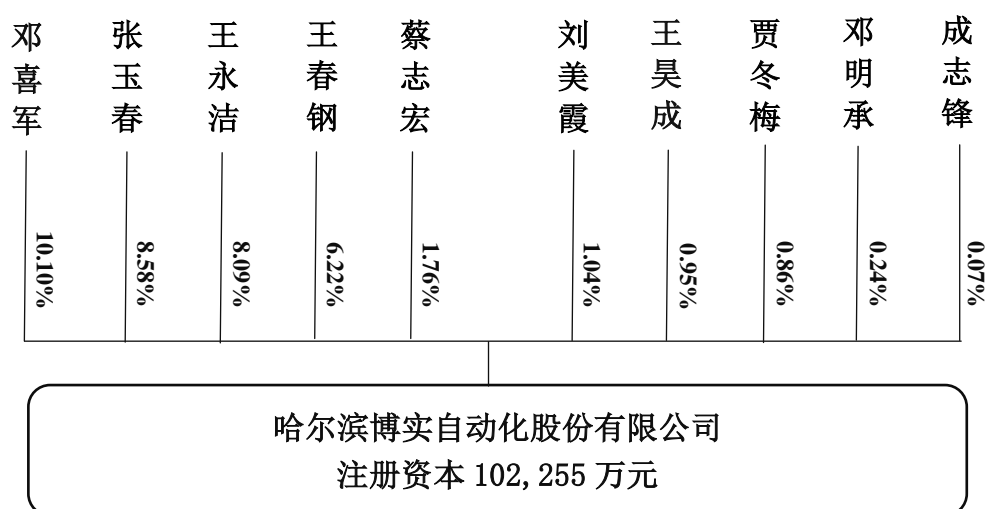 邓喜军
张玉春
王永洁
王春钢
蔡志宏
刘美霞
王昊成
贾冬梅
邓明承
成志锋
10.10%
8.58%
8.09%
6.22%
1.76%
1.04%
0.95%
0.86%
0.24%
0.07%
哈尔滨博实自动化股份有限公司
注册资本 102,255 万元